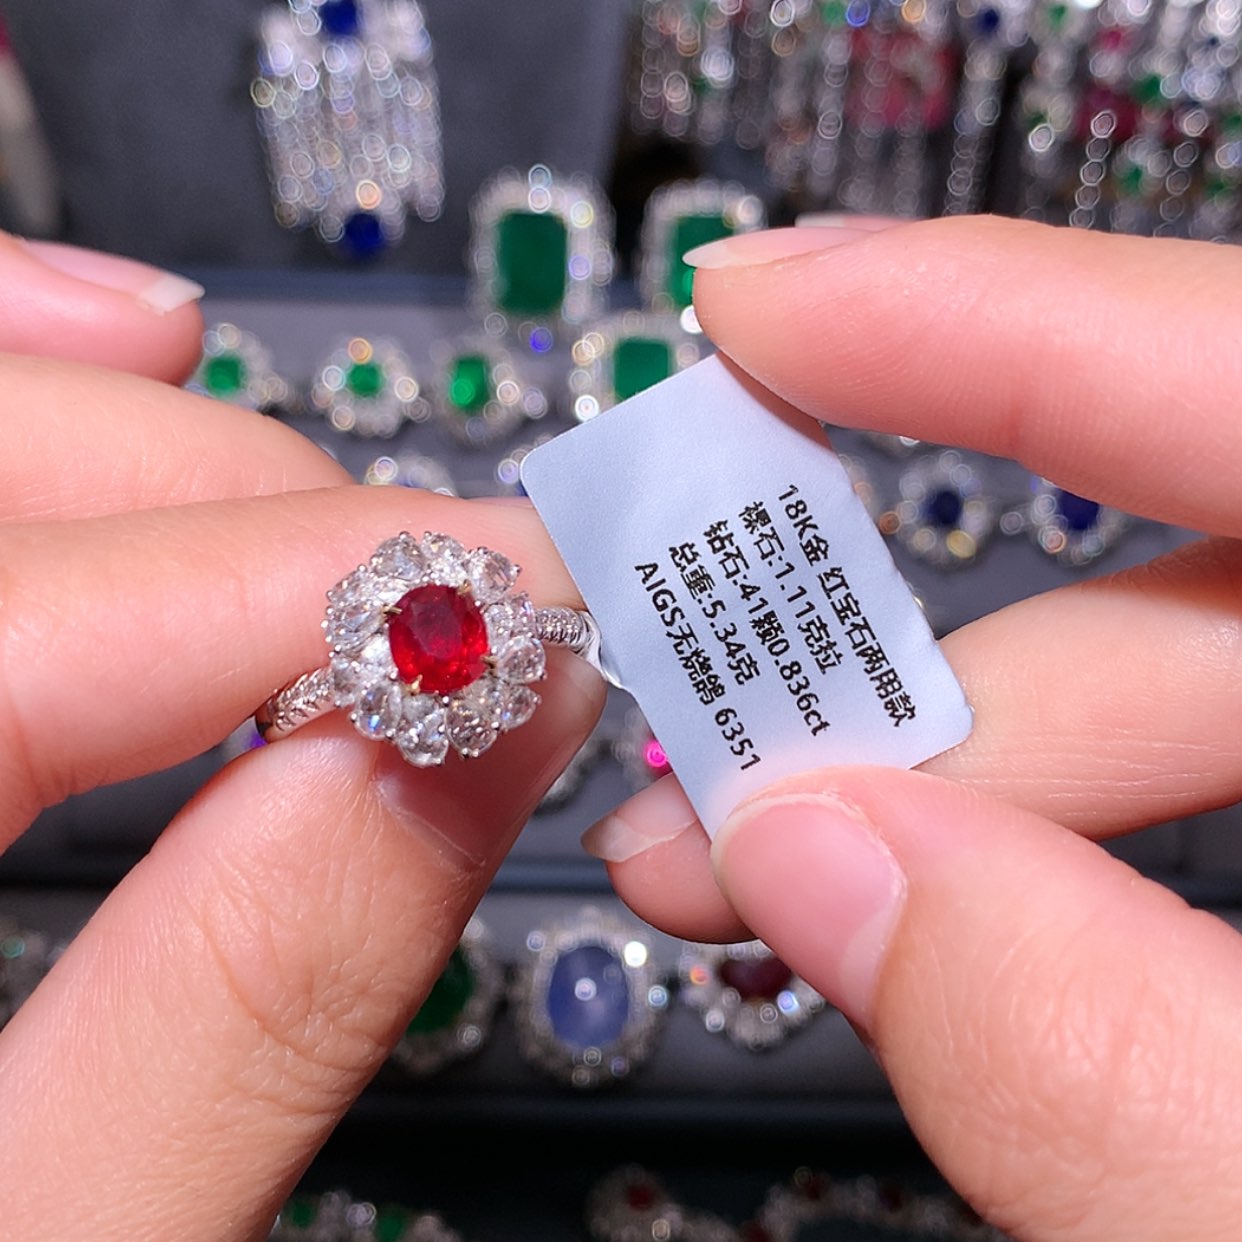 18K金 红宝石两用款
裸石:1.11克拉
钻石:41颗0.836ct
总重:5.34克
AIGS无烧鸽 6351